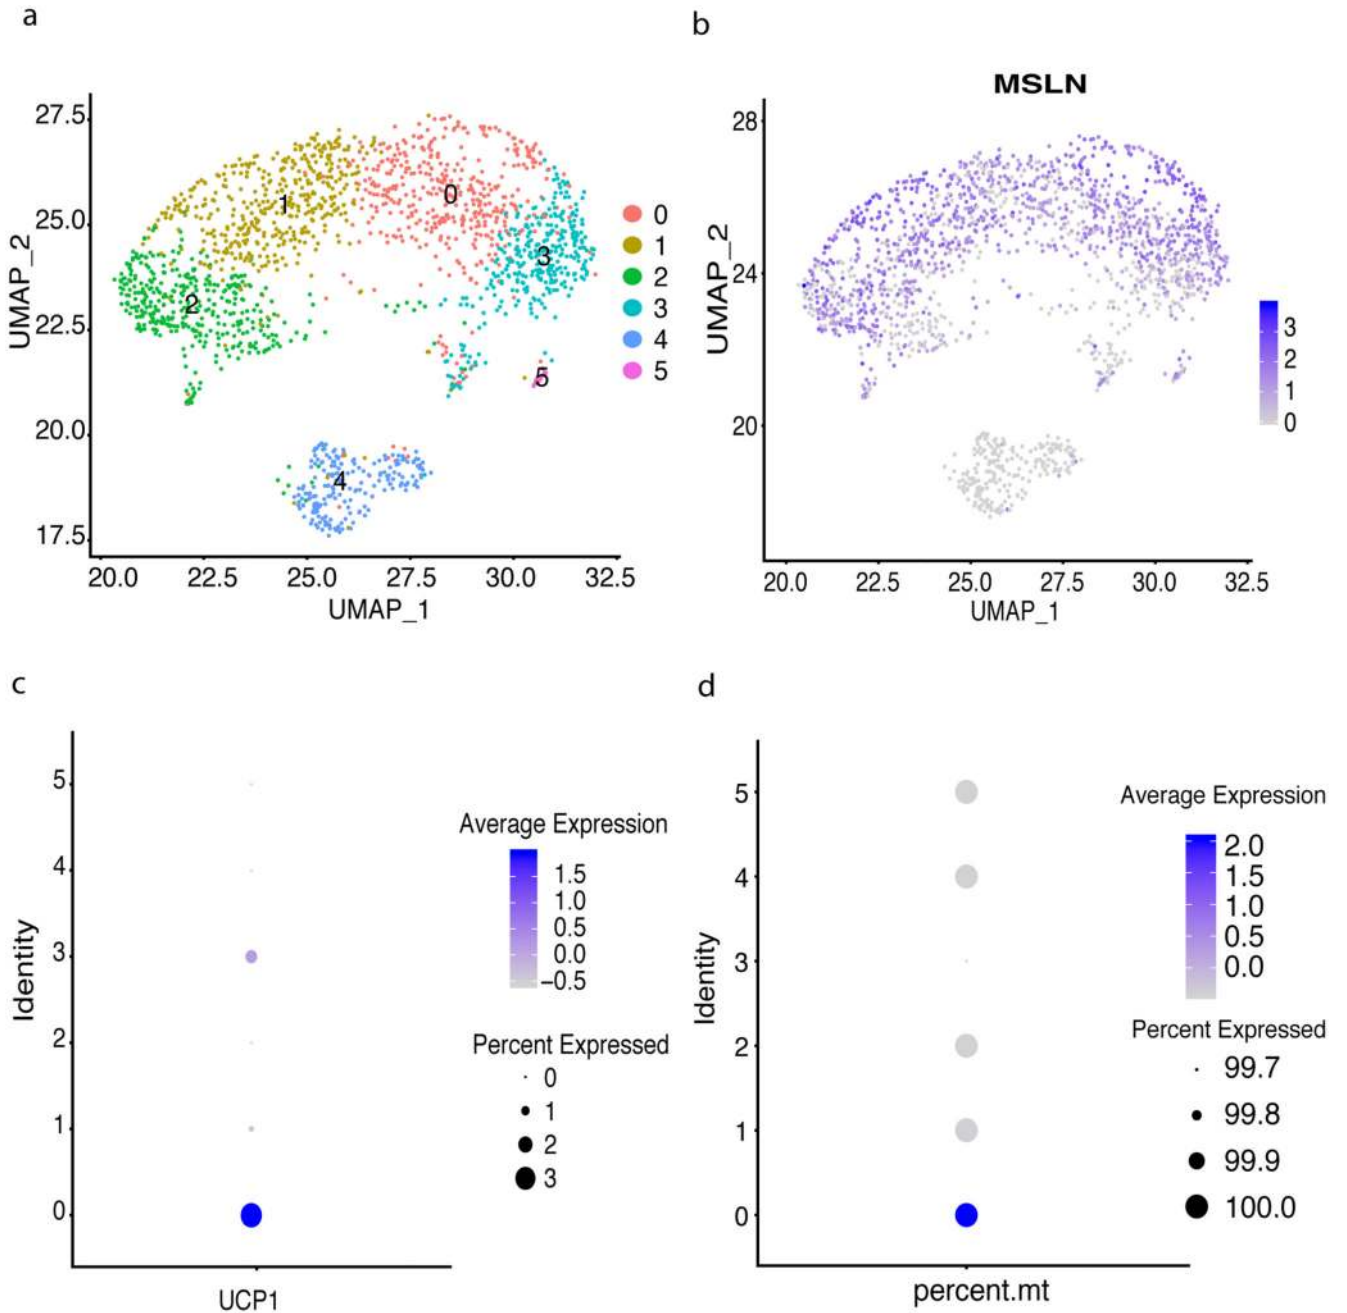 a
27.5
25.0
22.5
20.0
17.5
UMAP_2
20.0 22.5 25.0 27.5 30.0 32.5
UMAP_1
0
1
2
3
4
5
0
1
2
3
4
5
b
MSLN
28
24
20
UMAP_2
20.0 22.5 25.0 27.5 30.0 32.5
UMAP_1
3
2
1
0
c
5
4
3
2
1
0
Identity
UCP1
Average Expression
1.5
1.0
0.5
0.0
−0.5
Percent Expressed
0
1
2
3
d
5
4
3
2
1
0
Identity
percent.mt
Average Expression
2.0
1.5
1.0
0.5
0.0
Percent Expressed
99.7
99.8
99.9
100.0